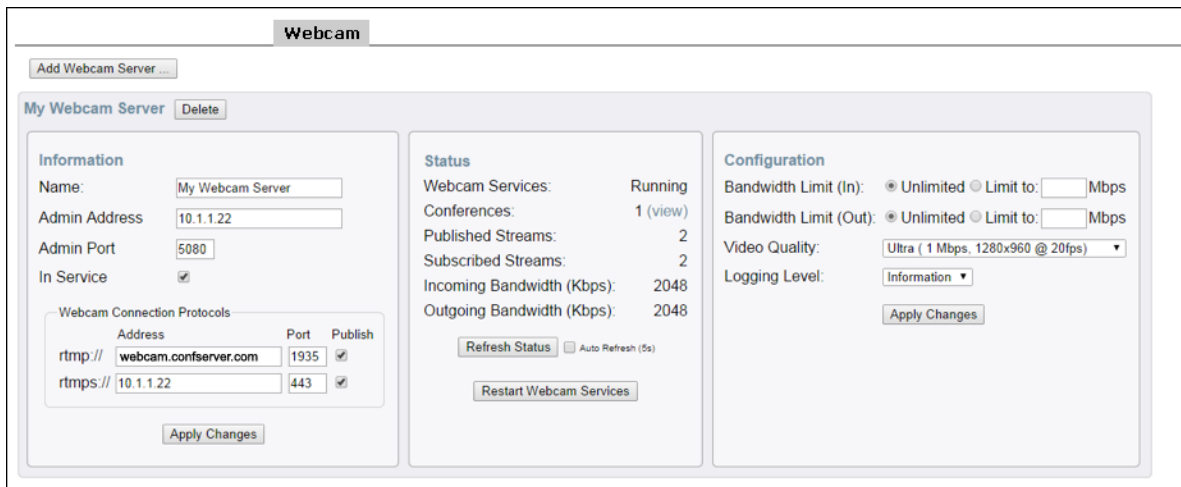 Webcam
Add Webcam Server ...
My Webcam Server Delete
Information
Name: My Webcam Server
Admin Address 10.1.1.22
Admin Port 5080
In Service
Webcam Connection Protocols
Address Port Publish
rtmp:// webcam.confserver.com 1935
rtmps:// 10.1.1.22 443
Apply Changes
Status
Webcam Services: Running
Conferences: 1 (view)
Published Streams: 2
Subscribed Streams: 2
Incoming Bandwidth (Kbps): 2048
Outgoing Bandwidth (Kbps): 2048
Refresh Status Auto Refresh (5s)
Restart Webcam Services
Configuration
Bandwidth Limit (In): Unlimited Limit to: Mbps
Bandwidth Limit (Out): Unlimited Limit to: Mbps
Video Quality: Ultra ( 1 Mbps, 1280x960 @ 20fps)
Logging Level: Information
Apply Changes